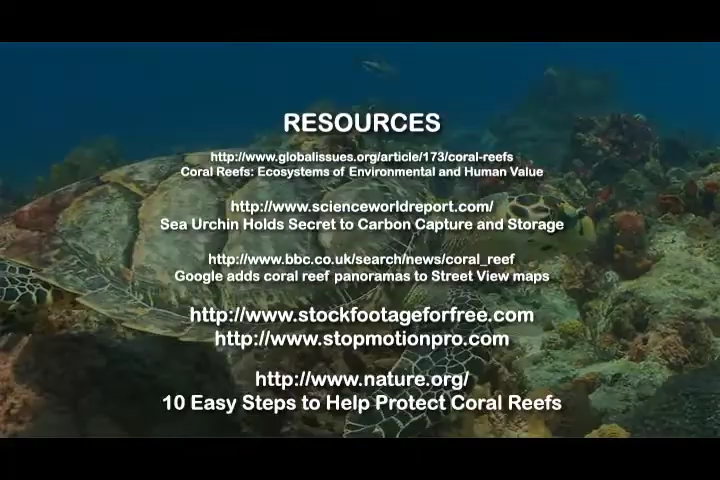 RESOURCES
http://www.globalissues.org/article/173/coral-reefs
Coral Reefs: Ecosystems of Environmental and Human Value
http://www.scienceworldreport.com/
Sea Urchin Holds Secret to Carbon Capture and Storage
http://www.bbc.co.uk/search/news/coral_reef
Google adds coral reef panoramas to Street View maps
http://www.stockfootageforfree.com
http://www.stopmotionpro.com
http://www.nature.org/
10 Easy Steps to Help Protect Coral Reefs